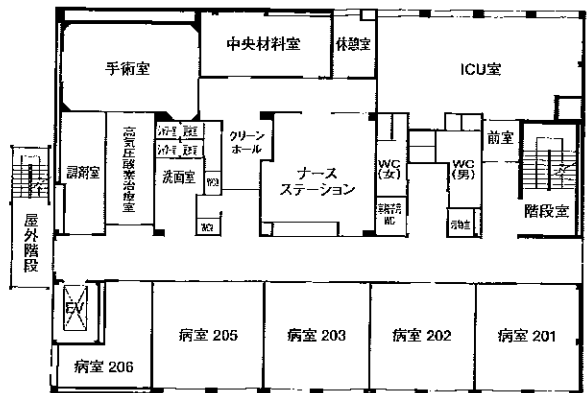 中央材料室
休憩室
手術室
ICU室
クリーン
ホール
前室
調剤室
高気圧酸素治療室
洗面室
ナース
ステーション
WC
(女)
WC
(男)
階段室
屋外階段
WC
WC
EV
病室 205
病室 203
病室 202
病室 201
病室 206